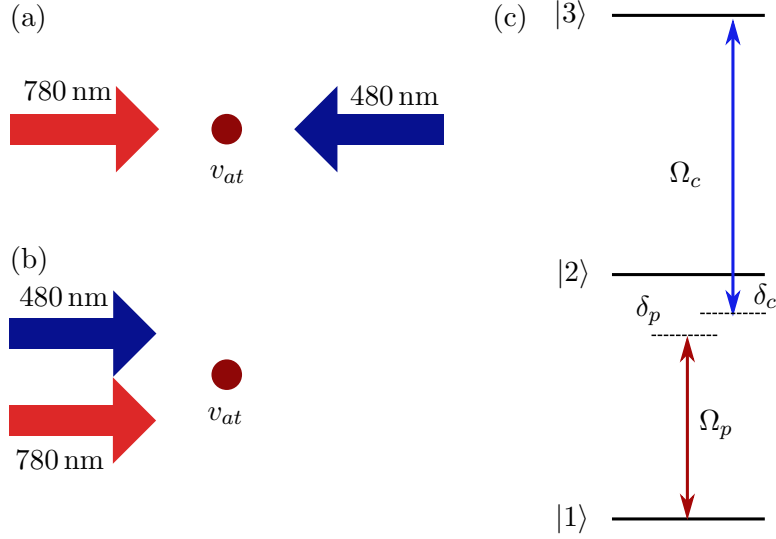 (a)
780 nm
480 nm
v_at
(b)
480 nm
780 nm
v_at
(c)
|3⟩
Ω_c
|2⟩
δ_p
δ_c
Ω_p
|1⟩